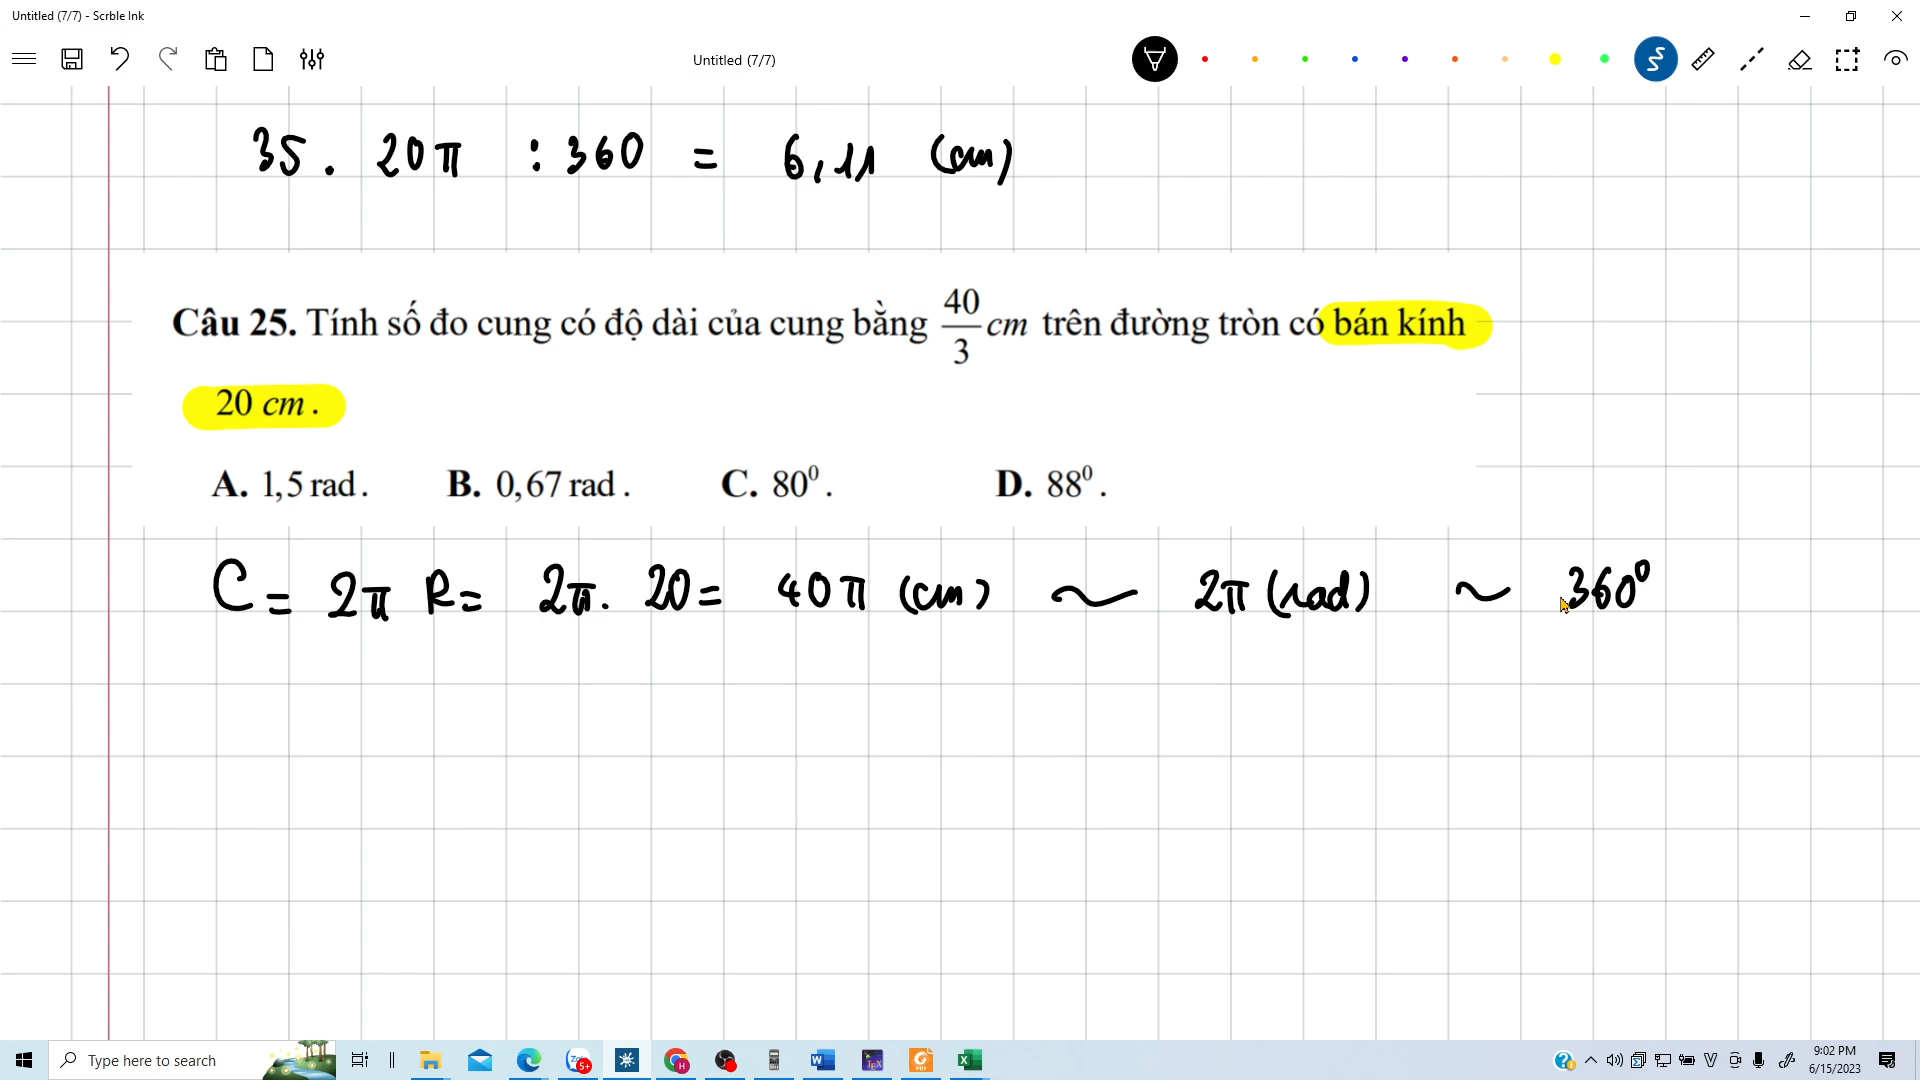 Untitled (7/7) - Scrble Ink
Untitled (7/7)
35 . 20π : 360 = 6,11 (cm)
Câu 25. Tính số đo cung có độ dài của cung bằng 40/3 cm trên đường tròn có bán kính
20 cm .
A. 1,5 rad . B. 0,67 rad . C. 80⁰ . D. 88⁰ .
C = 2π R = 2π. 20 = 40π (cm) ~ 2π (rad) ~ 360⁰
Type here to search
9:02 PM
6/15/2023